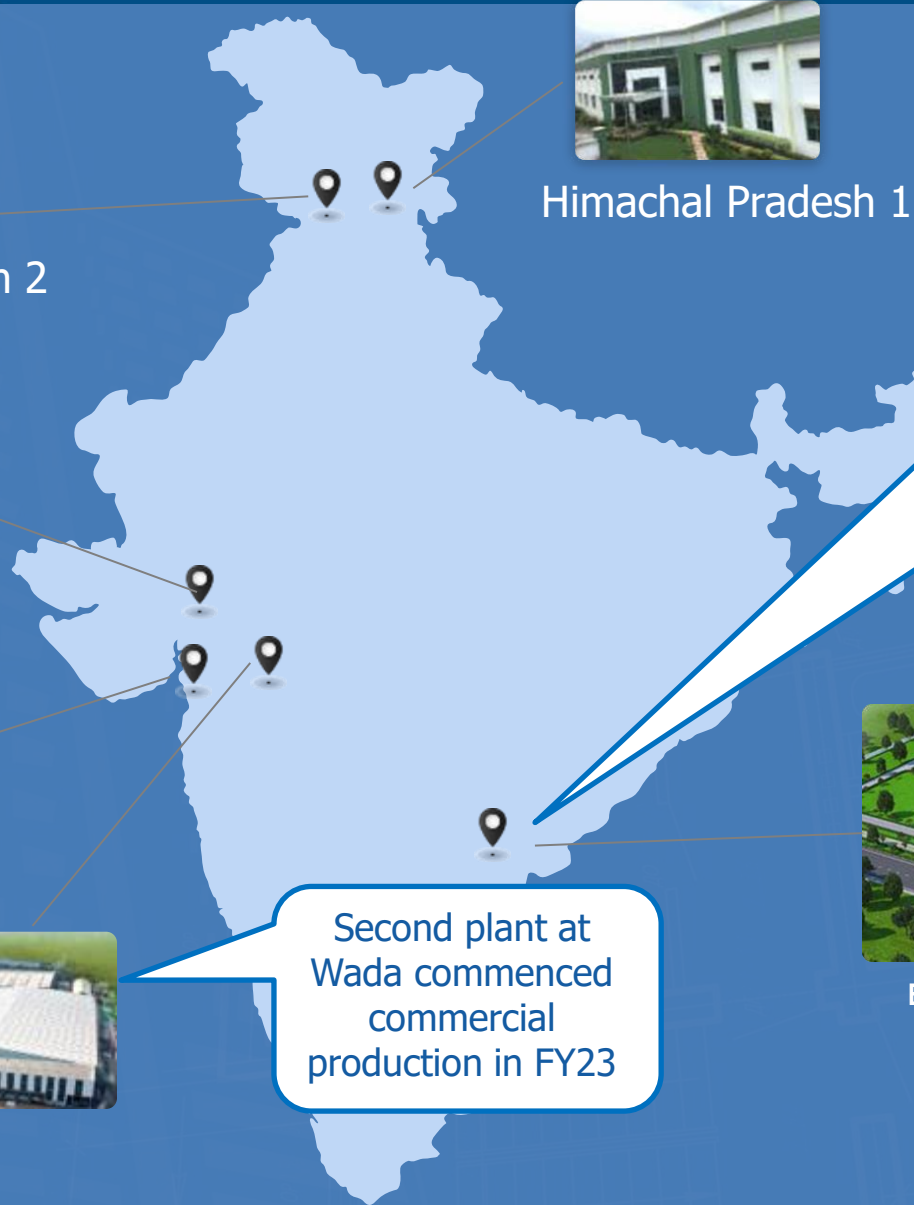 Himachal Pradesh 1
2
Second plant at
Wada commenced
commercial
production in FY23